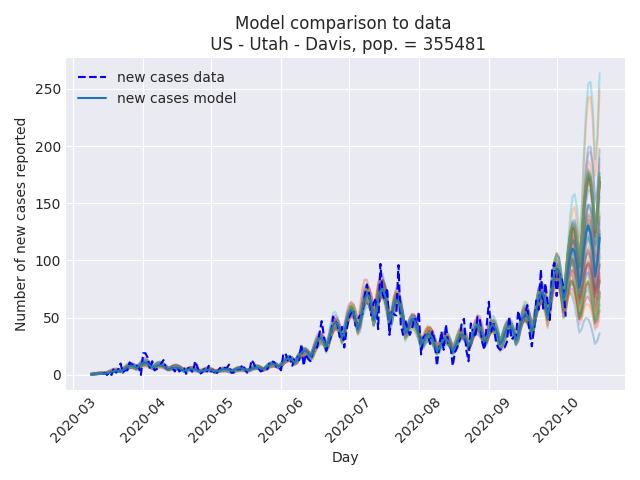 Model comparison to data
US - Utah - Davis, pop. = 355481
new cases data
new cases model
Number of new cases reported
250
200
150
100
50
0
2020-03
2020-04
2020-05
2020-06
2020-07
2020-08
2020-09
2020-10
Day